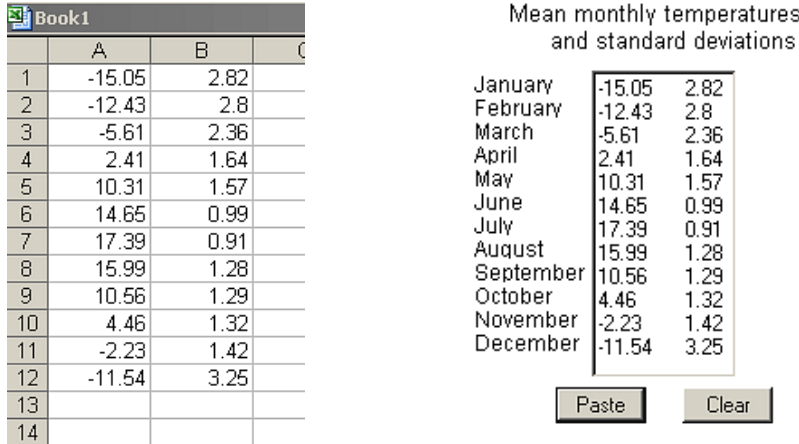 Book1
A B C
1 -15.05 2.82
2 -12.43 2.8
3 -5.61 2.36
4 2.41 1.64
5 10.31 1.57
6 14.65 0.99
7 17.39 0.91
8 15.99 1.28
9 10.56 1.29
10 4.46 1.32
11 -2.23 1.42
12 -11.54 3.25
13
14
Mean monthly temperatures
and standard deviations
January -15.05 2.82
February -12.43 2.8
March -5.61 2.36
April 2.41 1.64
May 10.31 1.57
June 14.65 0.99
July 17.39 0.91
August 15.99 1.28
September 10.56 1.29
October 4.46 1.32
November -2.23 1.42
December -11.54 3.25
Paste Clear